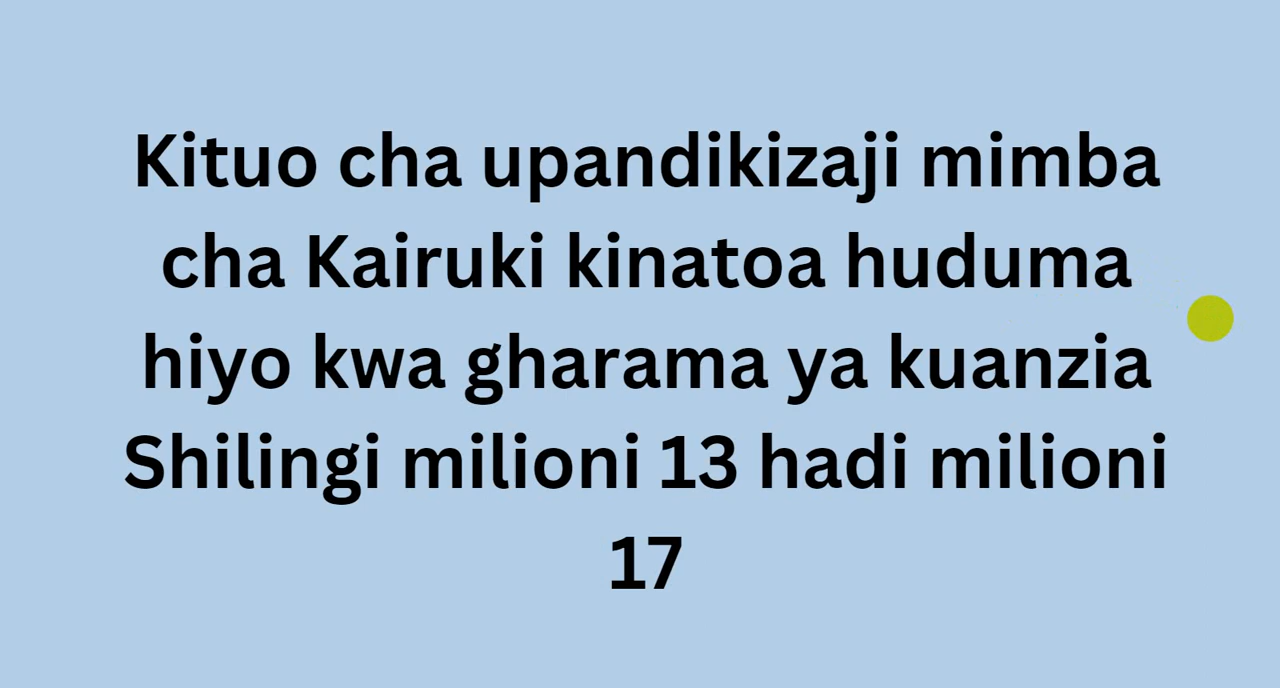 Kituo cha upandikizaji mimba
cha Kairuki kinatoa huduma
hiyo kwa gharama ya kuanzia
Shilingi milioni 13 hadi milioni
17